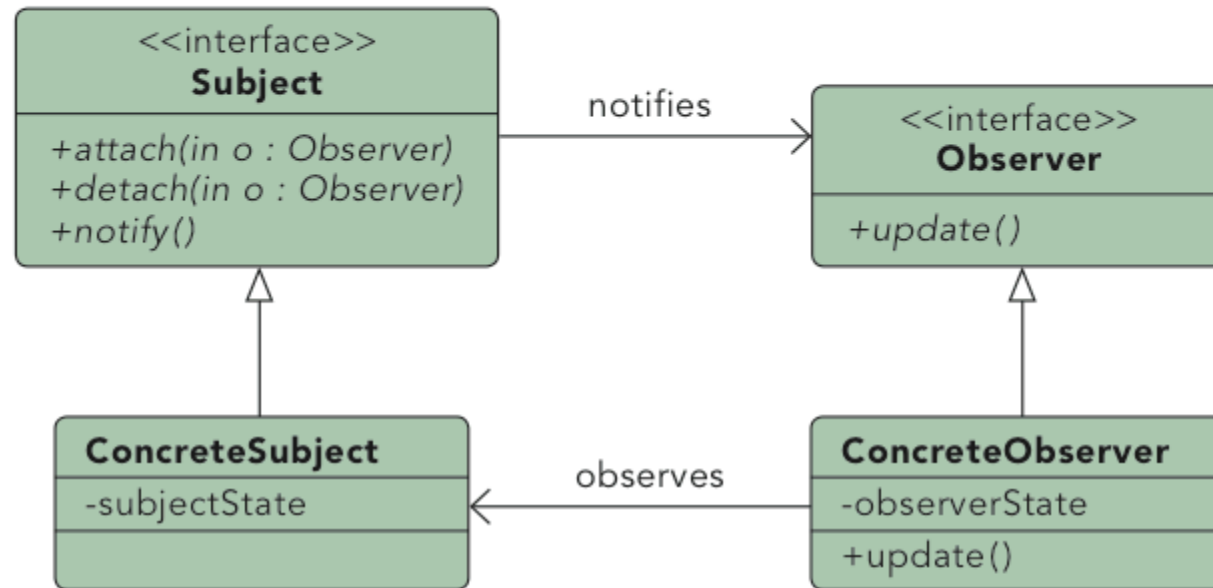 <<interface>>
Subject
+attach(in o : Observer)
+detach(in o : Observer)
+notify()
notifies
<<interface>>
Observer
+update()
ConcreteSubject
-subjectState
observes
ConcreteObserver
-observerState
+update()